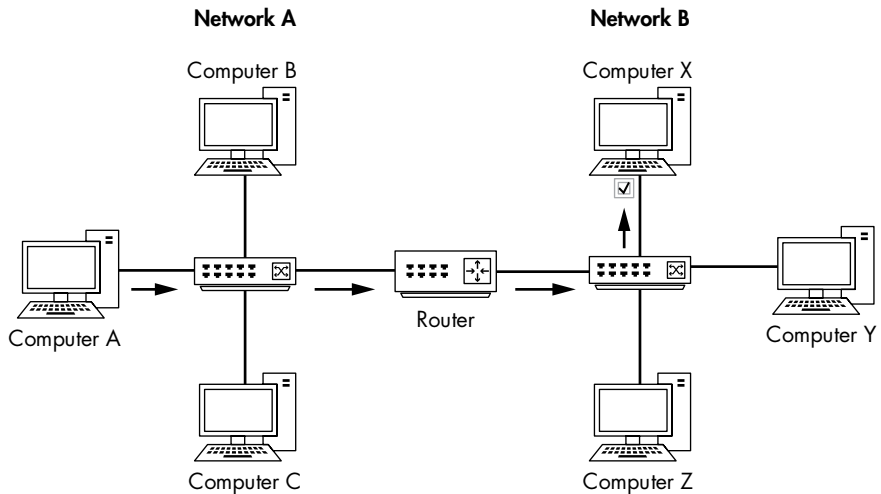 Network A
Network B
Computer B
Computer X
Computer A
Router
Computer Y
Computer C
Computer Z